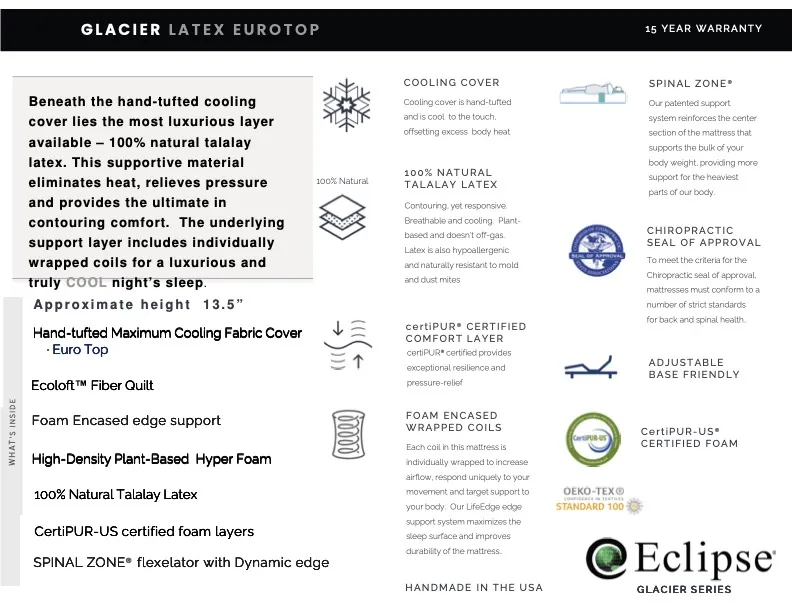 GLACIER LATEX EUROTOP
15 YEAR WARRANTY
Beneath the hand-tufted cooling
cover lies the most luxurious layer
available – 100% natural talalay
latex. This supportive material
eliminates heat, relieves pressure
and provides the ultimate in
contouring comfort. The underlying
support layer includes individually
wrapped coils for a luxurious and
truly COOL night's sleep.
Approximate height 13.5”
WHAT'S INSIDE
Hand-tufted Maximum Cooling Fabric Cover
· Euro Top
Ecoloft™ Fiber Quilt
Foam Encased edge support
High-Density Plant-Based Hyper Foam
100% Natural Talalay Latex
CertiPUR-US certified foam layers
SPINAL ZONE® flexelator with Dynamic edge
COOLING COVER
Cooling cover is hand-tufted
and is cool to the touch,
offsetting excess body heat
100% Natural
100% NATURAL
TALALAY LATEX
Contouring, yet responsive.
Breathable and cooling. Plant-
based and doesn't off-gas.
Latex is also hypoallergenic
and naturally resistant to mold
and dust mites
certiPUR® CERTIFIED
COMFORT LAYER
certiPUR® certified provides
exceptional resilience and
pressure-relief
FOAM ENCASED
WRAPPED COILS
Each coil in this mattress is
individually wrapped to increase
airflow, respond uniquely to your
movement and target support to
your body. Our LifeEdge edge
support system maximizes the
sleep surface and improves
durability of the mattress.
HANDMADE IN THE USA
SPINAL ZONE®
Our patented support
system reinforces the center
section of the mattress that
supports the bulk of your
body weight, providing more
support for the heaviest
parts of our body.
SEAL OF APPROVAL
CHIROPRACTIC
SEAL OF APPROVAL
To meet the criteria for the
Chiropractic seal of approval,
mattresses must conform to a
number of strict standards
for back and spinal health.
ADJUSTABLE
BASE FRIENDLY
CertiPUR-US
CertiPUR-US®
CERTIFIED FOAM
OEKO-TEX®
CONFIDENCE IN TEXTILES
STANDARD 100
Eclipse®
GLACIER SERIES